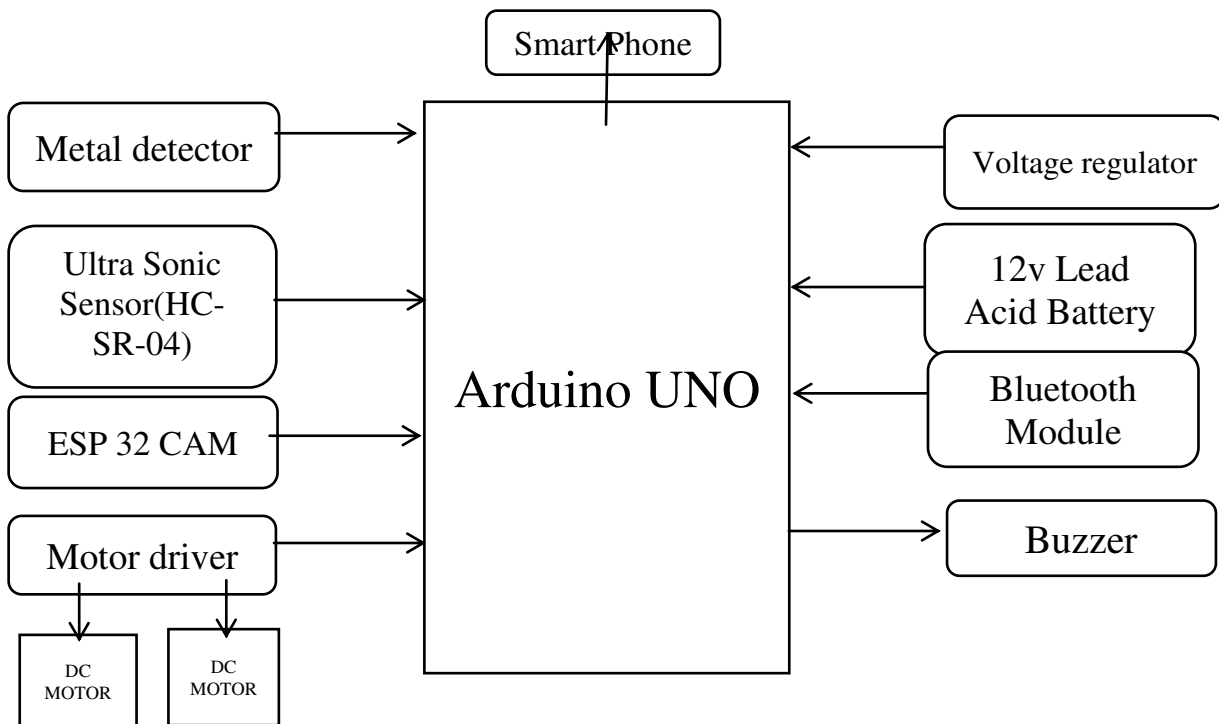 Smart Phone
Metal detector
Voltage regulator
Ultra Sonic
Sensor(HC-
SR-04)
12v Lead
Acid Battery
Arduino UNO
Bluetooth
Module
ESP 32 CAM
Motor driver
Buzzer
DC
MOTOR
DC
MOTOR